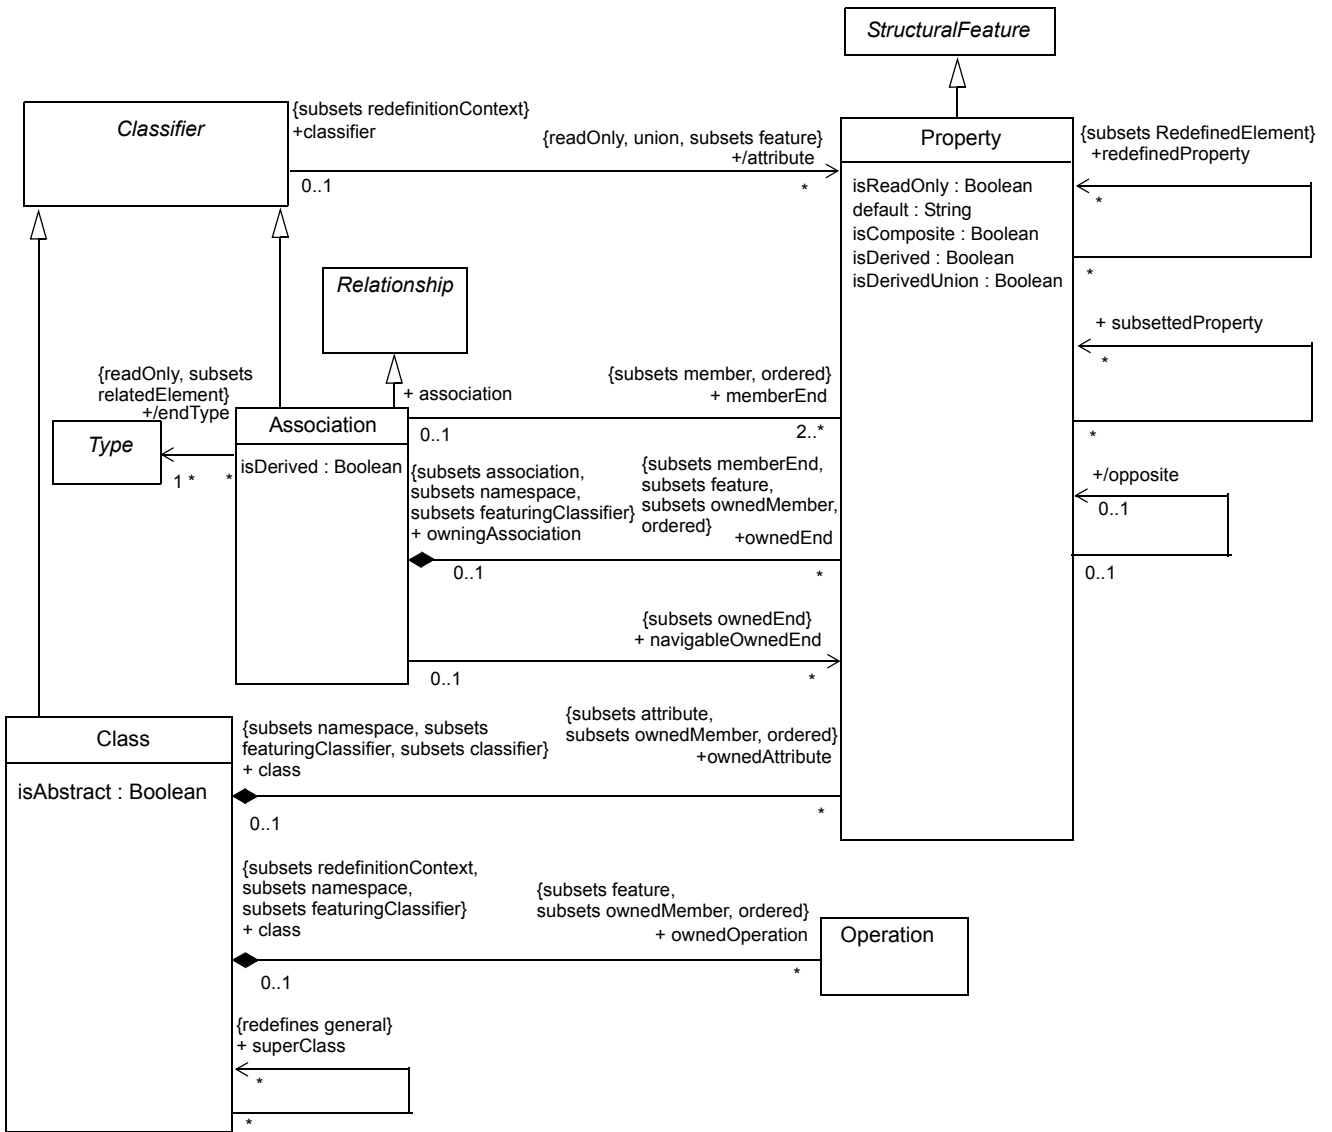 StructuralFeature
Classifier
{subsets redefinitionContext}
+classifier
0..1
{readOnly, union, subsets feature}
+/attribute
*
Property
isReadOnly : Boolean
default : String
isComposite : Boolean
isDerived : Boolean
isDerivedUnion : Boolean
{subsets RedefinedElement}
+redefinedProperty
*
*
+ subsettedProperty
*
*
+/opposite
0..1
0..1
Relationship
{readOnly, subsets
relatedElement}
+/endType
Type
1 *
*
Association
isDerived : Boolean
+ association
0..1
{subsets member, ordered}
+ memberEnd
2..*
{subsets association,
subsets namespace,
subsets featuringClassifier}
+ owningAssociation
0..1
{subsets memberEnd,
subsets feature,
subsets ownedMember,
ordered}
+ownedEnd
*
{subsets ownedEnd}
+ navigableOwnedEnd
0..1
*
Class
isAbstract : Boolean
{subsets namespace, subsets
featuringClassifier, subsets classifier}
+ class
0..1
{subsets attribute,
subsets ownedMember, ordered}
+ownedAttribute
*
{subsets redefinitionContext,
subsets namespace,
subsets featuringClassifier}
+ class
0..1
{subsets feature,
subsets ownedMember, ordered}
+ ownedOperation
*
Operation
{redefines general}
+ superClass
*
*